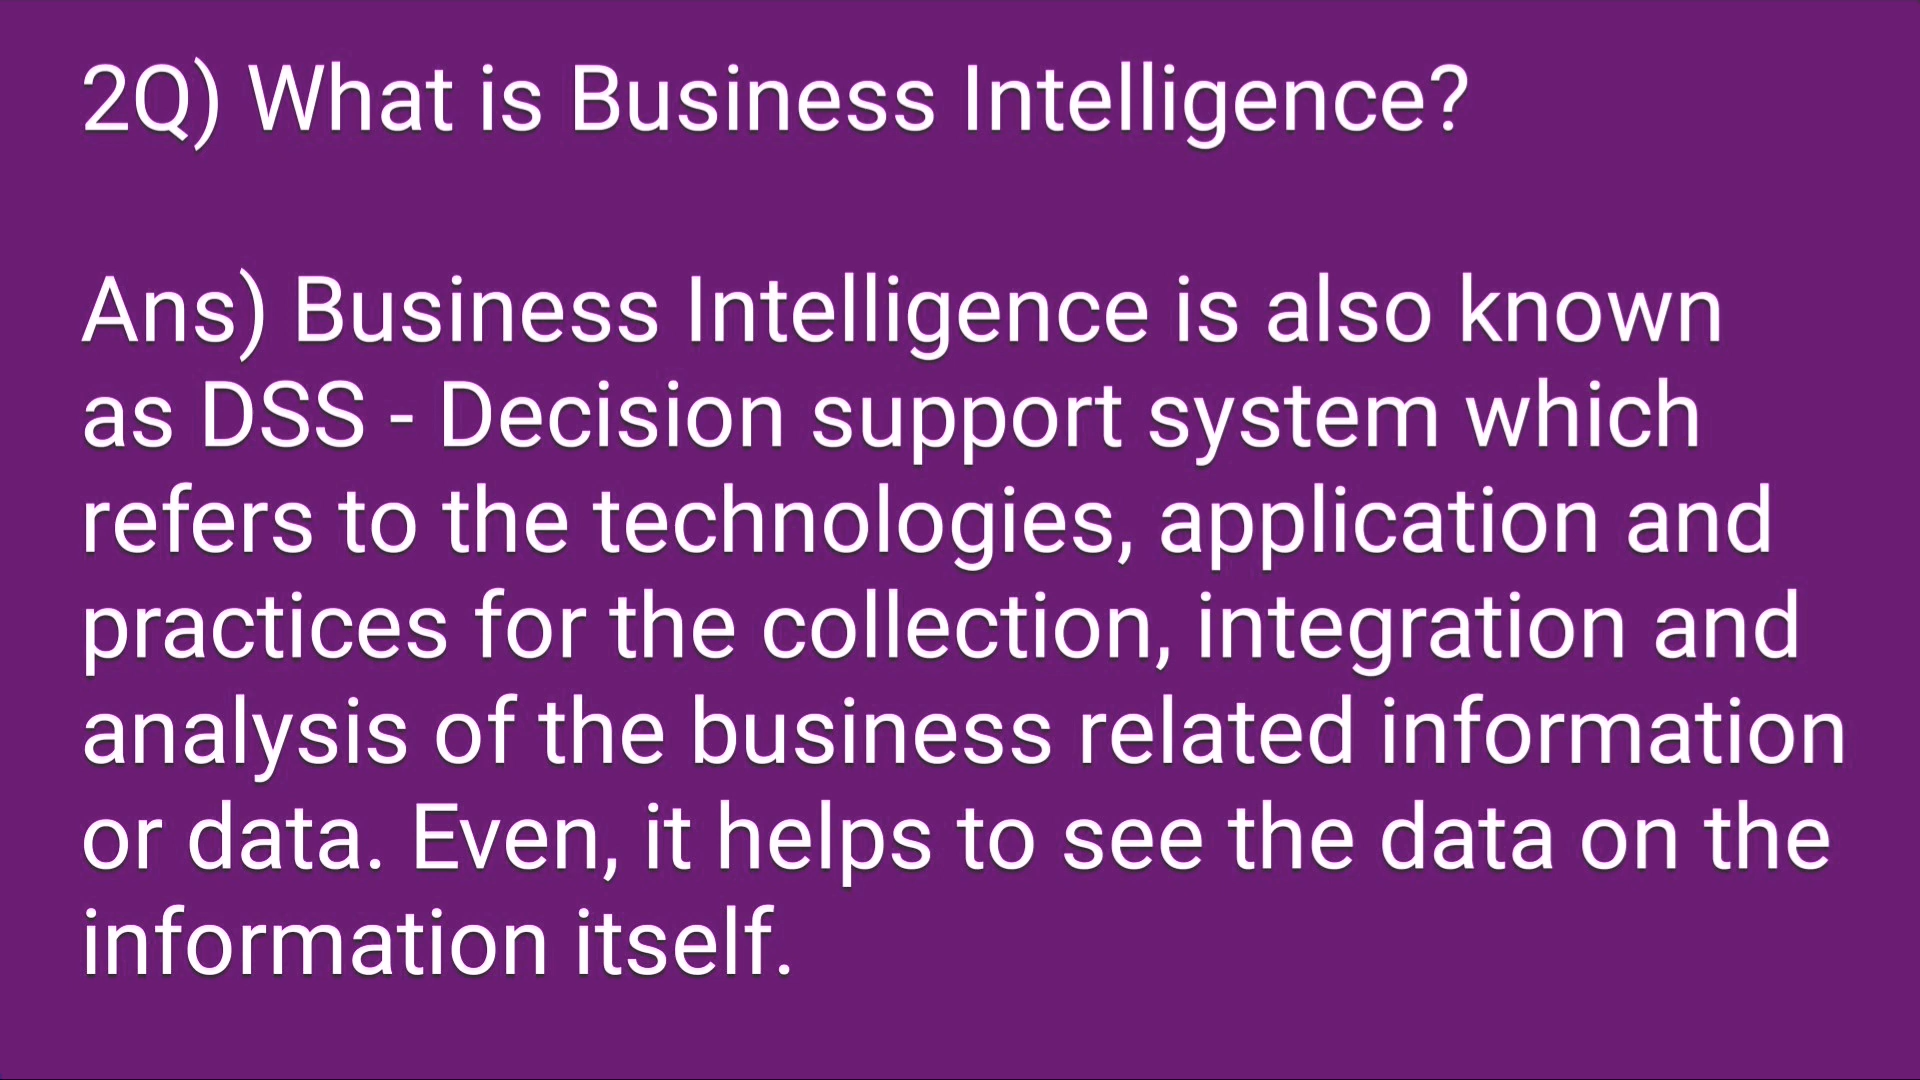 2Q) What is Business Intelligence?
Ans) Business Intelligence is also known
as DSS - Decision support system which
refers to the technologies, application and
practices for the collection, integration and
analysis of the business related information
or data. Even, it helps to see the data on the
information itself.